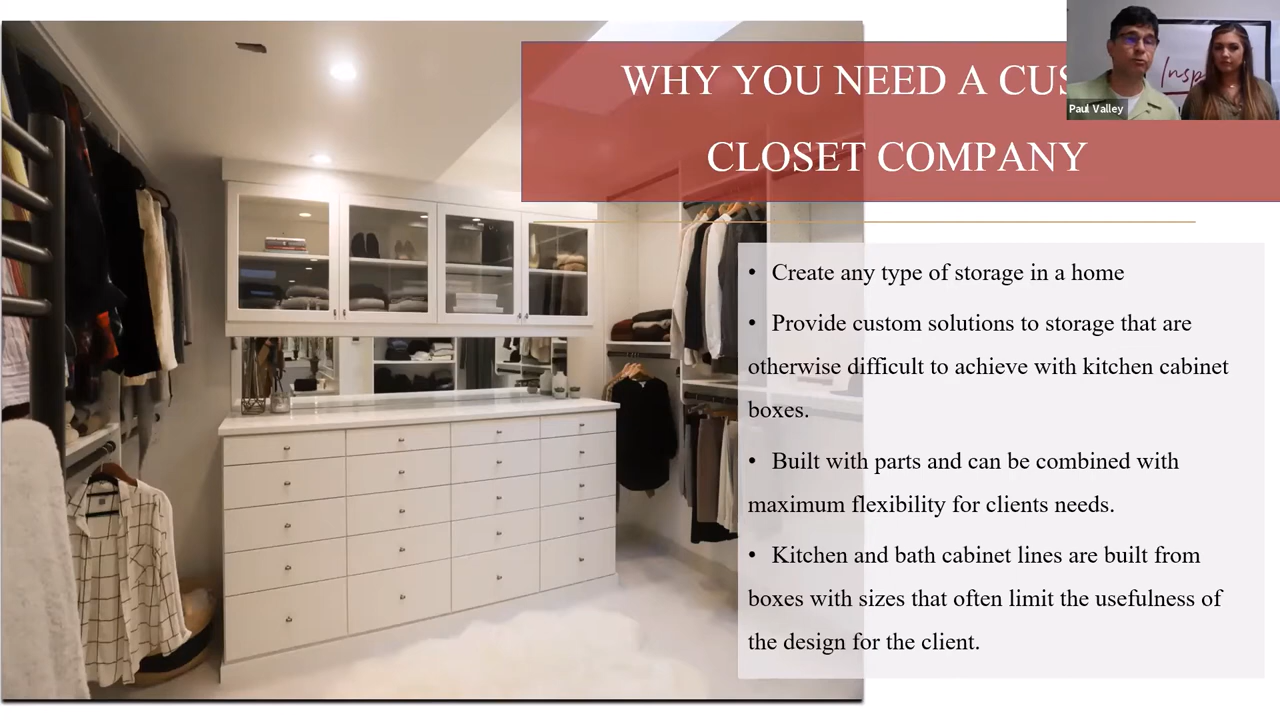 WHY YOU NEED A CUS
CLOSET COMPANY
Insp
Paul Valley
• Create any type of storage in a home
• Provide custom solutions to storage that are
otherwise difficult to achieve with kitchen cabinet
boxes.
• Built with parts and can be combined with
maximum flexibility for clients needs.
• Kitchen and bath cabinet lines are built from
boxes with sizes that often limit the usefulness of
the design for the client.